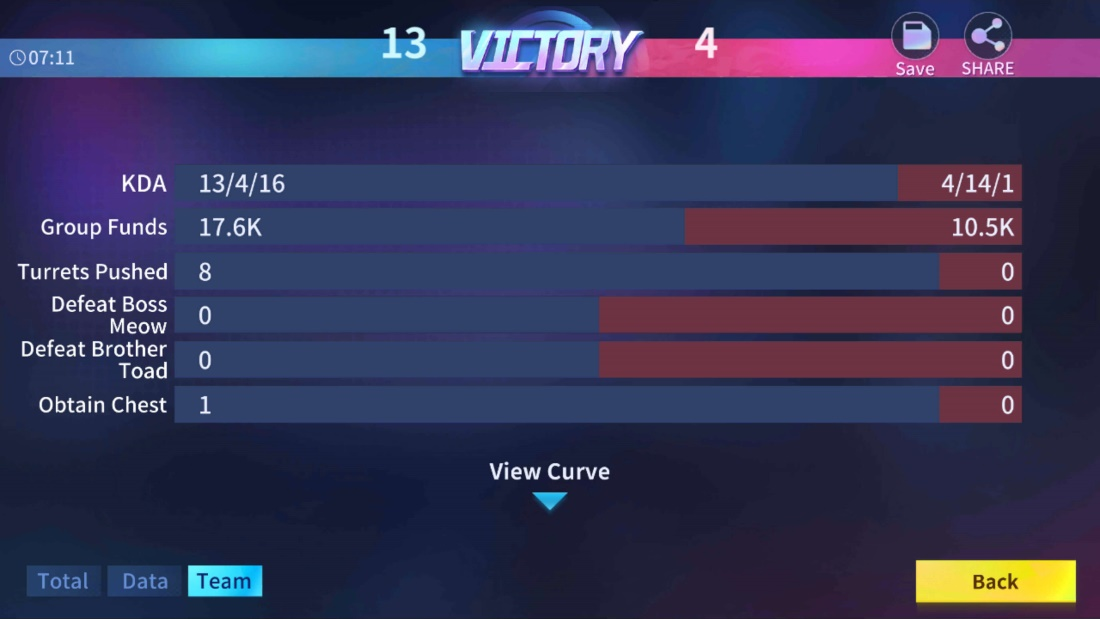 07:11
13 VICTORY 4
Save SHARE
KDA 13/4/16 4/14/1
Group Funds 17.6K 10.5K
Turrets Pushed 8 0
Defeat Boss
Meow 0 0
Defeat Brother
Toad 0 0
Obtain Chest 1 0
View Curve
Total Data Team Back